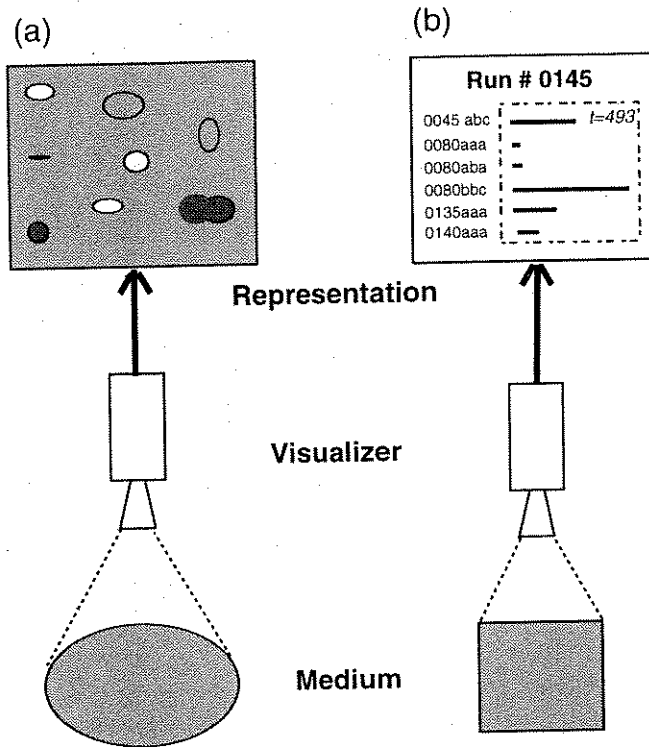 (a)
(b)
Run # 0145
0045 abc
t=493
0080aaa
0080aba
0080bbc
0135aaa
0140aaa
Representation
Visualizer
Medium